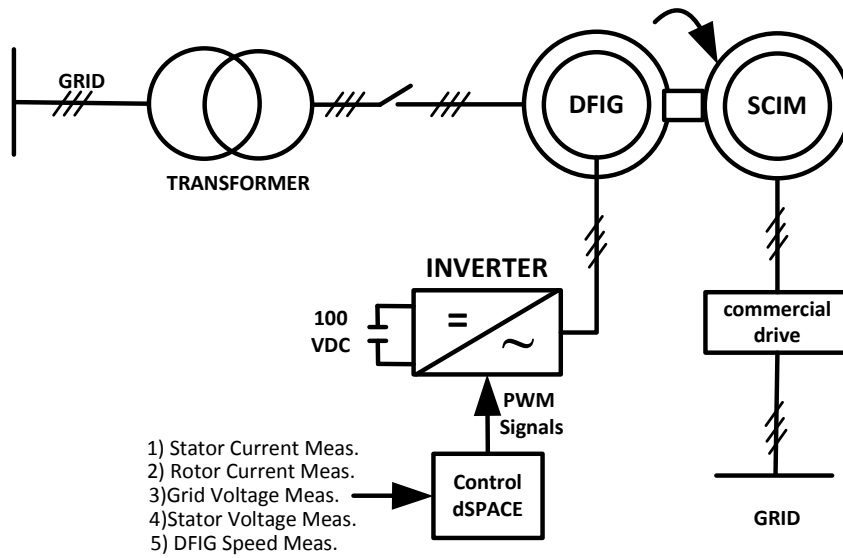 GRID
TRANSFORMER
DFIG
SCIM
INVERTER
100
VDC
=
~
commercial
drive
PWM
Signals
1) Stator Current Meas.
2) Rotor Current Meas.
3)Grid Voltage Meas.
4)Stator Voltage Meas.
5) DFIG Speed Meas.
Control
dSPACE
GRID